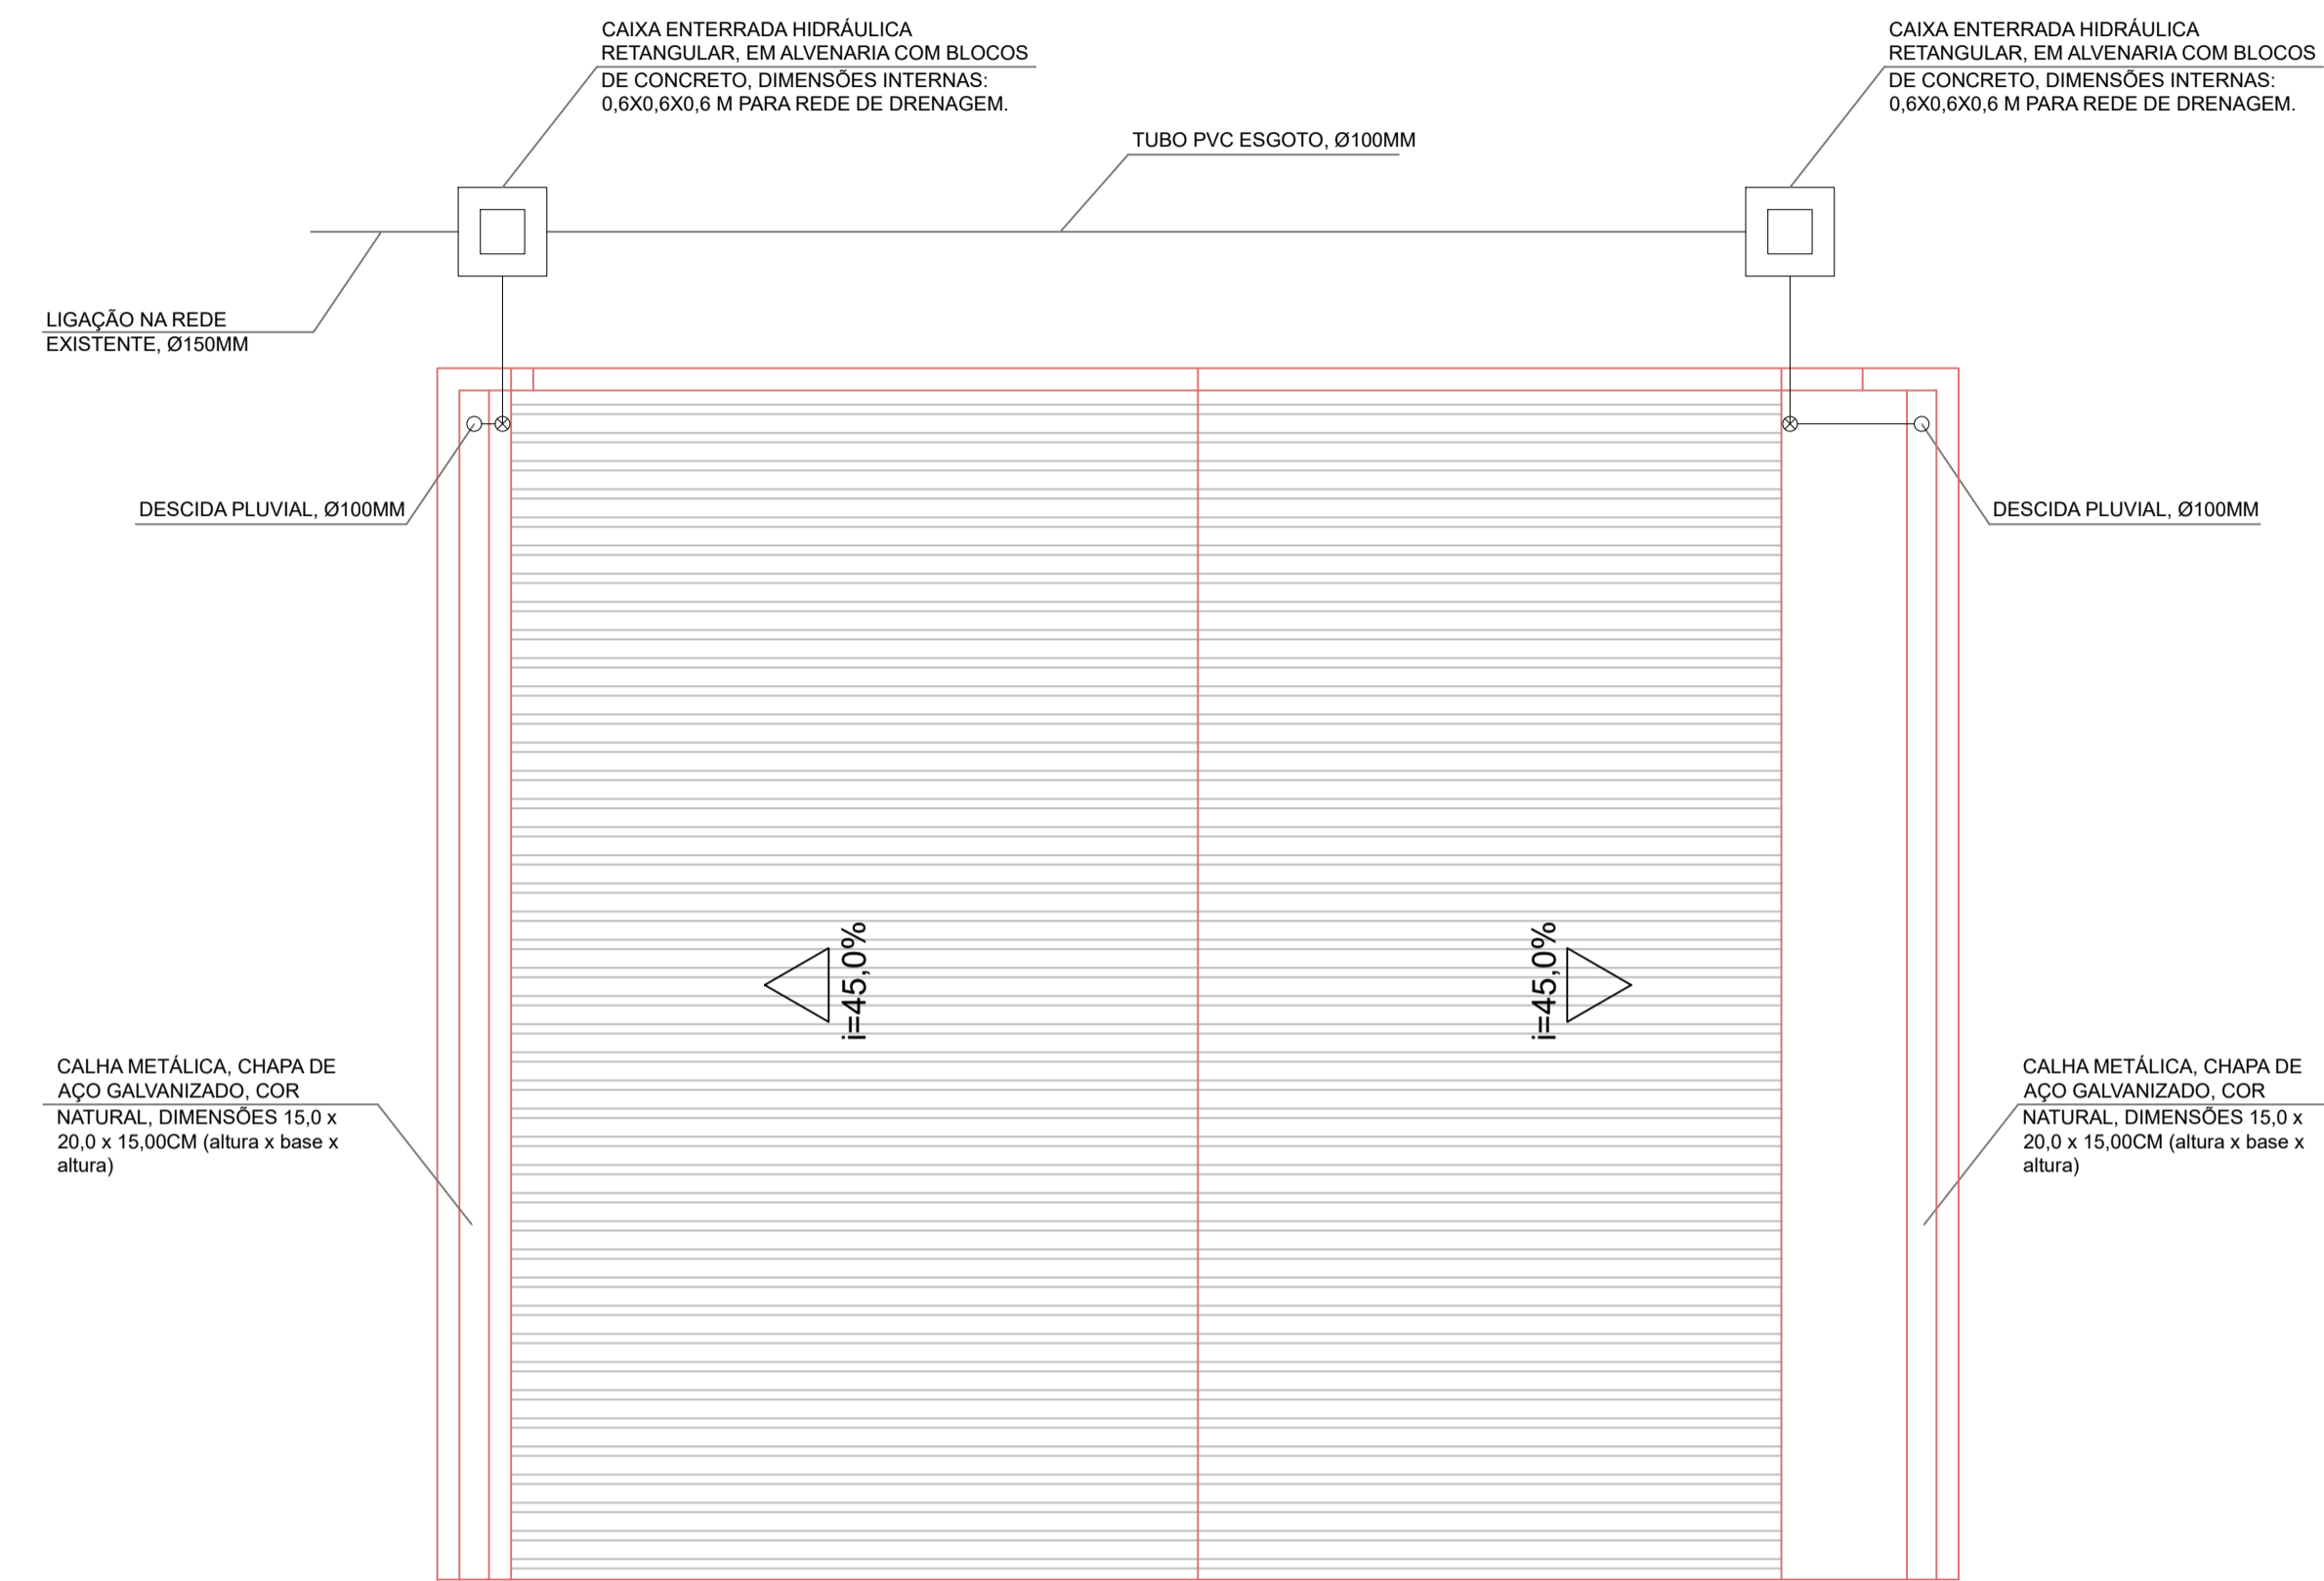 CAIXA ENTERRADA HIDRÁULICA
RETANGULAR, EM ALVENARIA COM BLOCOS
DE CONCRETO, DIMENSÕES INTERNAS:
0,6X0,6X0,6 M PARA REDE DE DRENAGEM.
CAIXA ENTERRADA HIDRÁULICA
RETANGULAR, EM ALVENARIA COM BLOCOS
DE CONCRETO, DIMENSÕES INTERNAS:
0,6X0,6X0,6 M PARA REDE DE DRENAGEM.
TUBO PVC ESGOTO, Ø100MM
LIGAÇÃO NA REDE
EXISTENTE, Ø150MM
DESCIDA PLUVIAL, Ø100MM
DESCIDA PLUVIAL, Ø100MM
i=45,0%
i=45,0%
CALHA METÁLICA, CHAPA DE
AÇO GALVANIZADO, COR
NATURAL, DIMENSÕES 15,0 x
20,0 x 15,00CM (altura x base x
altura)
CALHA METÁLICA, CHAPA DE
AÇO GALVANIZADO, COR
NATURAL, DIMENSÕES 15,0 x
20,0 x 15,00CM (altura x base x
altura)